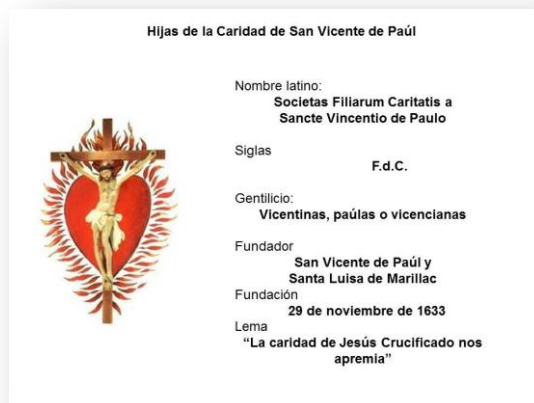 Hijas de la Caridad de San Vicente de Paúl
Nombre latino:
Societas Filiarum Caritatis a
Sancte Vincentio de Paulo
Siglas
F.d.C.
Gentilicio:
Vicentinas, paúlas o vicencianas
Fundador
San Vicente de Paúl y
Santa Luisa de Marillac
Fundación
29 de noviembre de 1633
Lema
“La caridad de Jesús Crucificado nos
apremia”